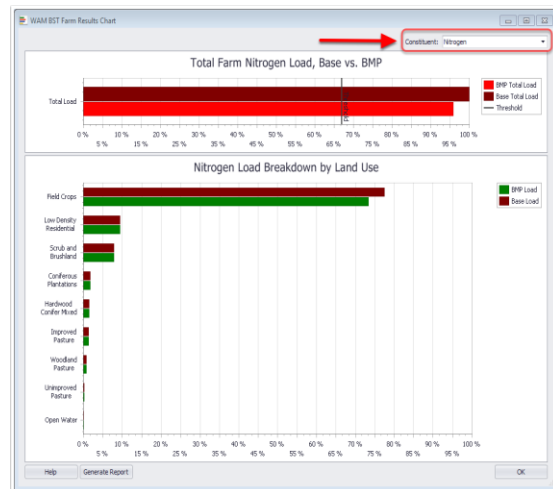 WAM BST Farm Results Chart
Constituent: Nitrogen
Total Farm Nitrogen Load, Base vs. BMP
Total Load
BMP Total Load
Base Total Load
Threshold
Threshold
0 % 10 % 20 % 30 % 40 % 50 % 60 % 70 % 80 % 90 % 100 %
5 % 15 % 25 % 35 % 45 % 55 % 65 % 75 % 85 % 95 %
Nitrogen Load Breakdown by Land Use
BMP Load
Base Load
Field Crops
Low Density
Residential
Scrub and
Brushland
Coniferous
Plantations
Hardwood
Conifer Mixed
Improved
Pasture
Woodland
Pasture
Unimproved
Pasture
Open Water
0 % 10 % 20 % 30 % 40 % 50 % 60 % 70 % 80 % 90 % 100 %
5 % 15 % 25 % 35 % 45 % 55 % 65 % 75 % 85 % 95 %
Help Generate Report OK